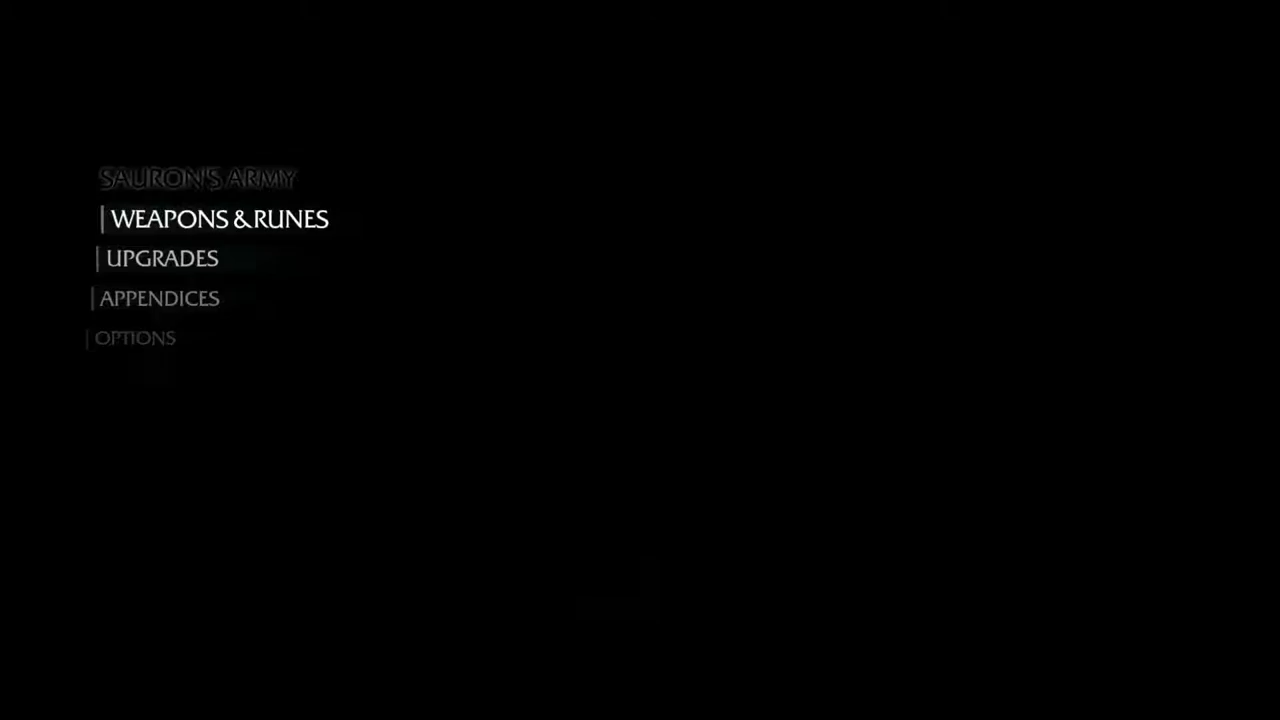 SAURON'S ARMY
WEAPONS & RUNES
UPGRADES
APPENDICES
OPTIONS